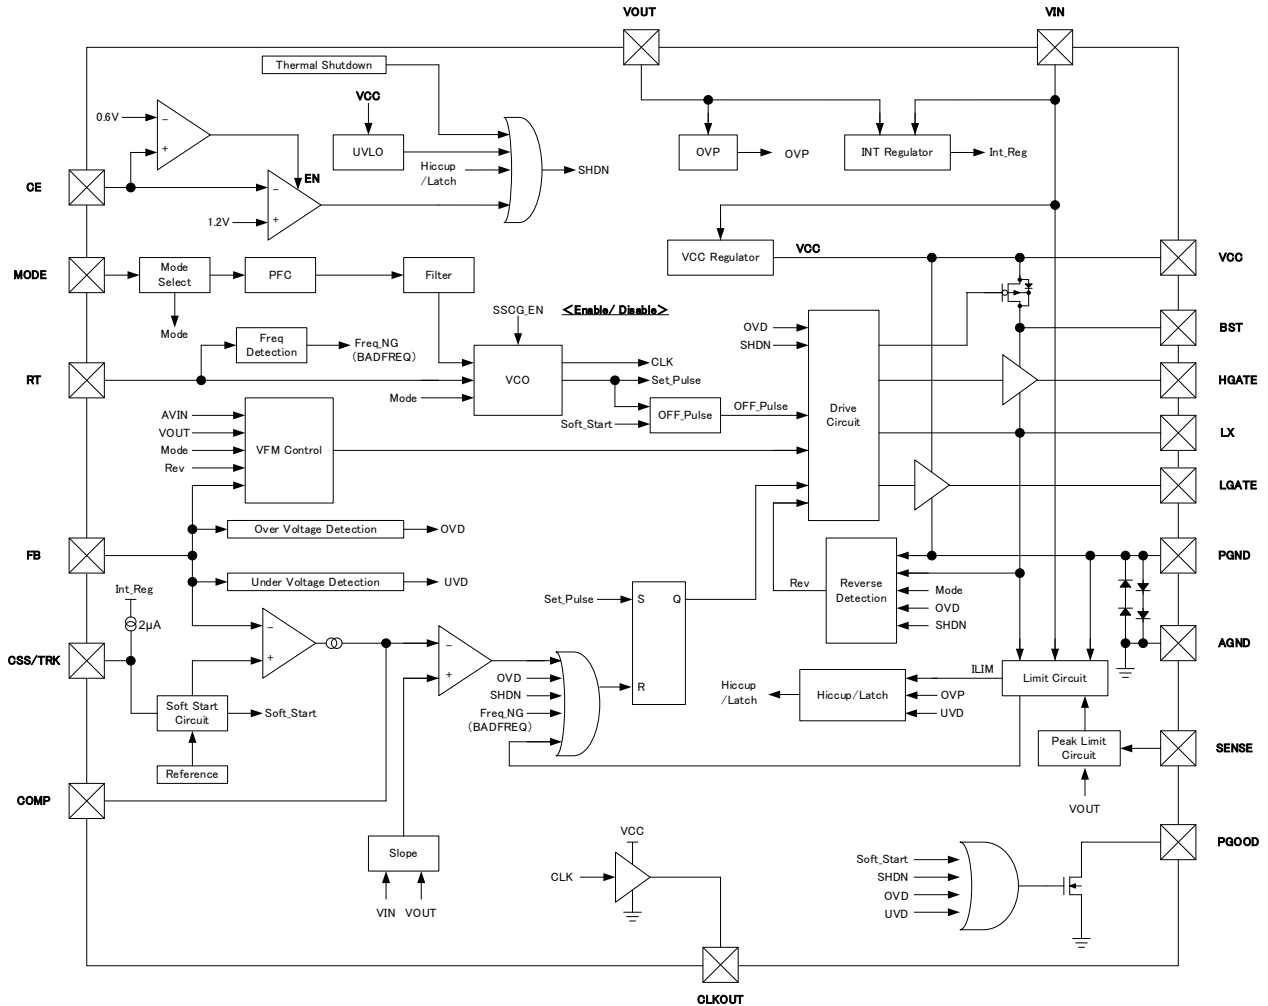 VOUT
VIN
Thermal Shutdown
VCC
0.6V
−
+
UVLO
Hiccup
/Latch
SHDN
OVP
OVP
INT Regulator
Int_Reg
CE
EN
−
+
1.2V
VCC Regulator
VCC
VCC
MODE
Mode
Select
PFC
Filter
Mode
SSCG_EN
<Enable/ Disable>
OVD
SHDN
BST
Freq
Detection
Freq_NG
(BADFREQ)
RT
VCO
CLK
Set_Pulse
Mode
Soft_Start
OFF_Pulse
OFF_Pulse
Drive
Circuit
HGATE
AVIN
VOUT
Mode
Rev
VFM Control
LX
LGATE
Over Voltage Detection
OVD
FB
Under Voltage Detection
UVD
PGND
Int_Reg
2μA
Set_Pulse
S
Q
R
Rev
Reverse
Detection
Mode
OVD
SHDN
AGND
−
+
−
+
CSS/TRK
Soft Start
Circuit
Soft_Start
Reference
OVD
SHDN
Freq_NG
(BADFREQ)
Hiccup
/Latch
Hiccup/Latch
ILIM
OVP
UVD
Limit Circuit
Peak Limit
Circuit
SENSE
VOUT
COMP
Slope
VIN
VOUT
VCC
CLK
Soft_Start
SHDN
OVD
UVD
PGOOD
CLKOUT